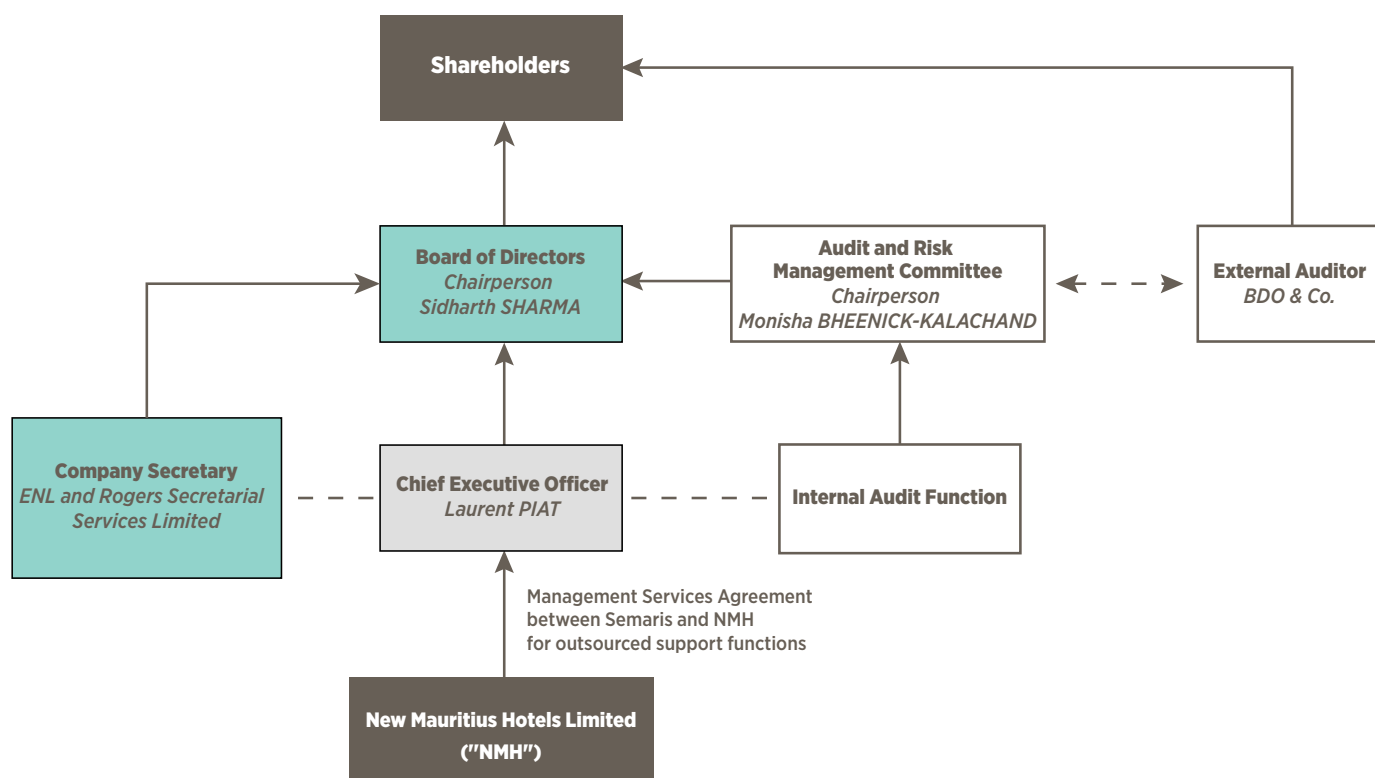 Shareholders
Board of Directors
Chairperson
Sidharth SHARMA
Audit and Risk
Management Committee
Chairperson
Monisha BHEENICK-KALACHAND
External Auditor
BDO & Co.
Company Secretary
ENL and Rogers Secretarial
Services Limited
Chief Executive Officer
Laurent PIAT
Internal Audit Function
Management Services Agreement
between Semaris and NMH
for outsourced support functions
New Mauritius Hotels Limited
("NMH")